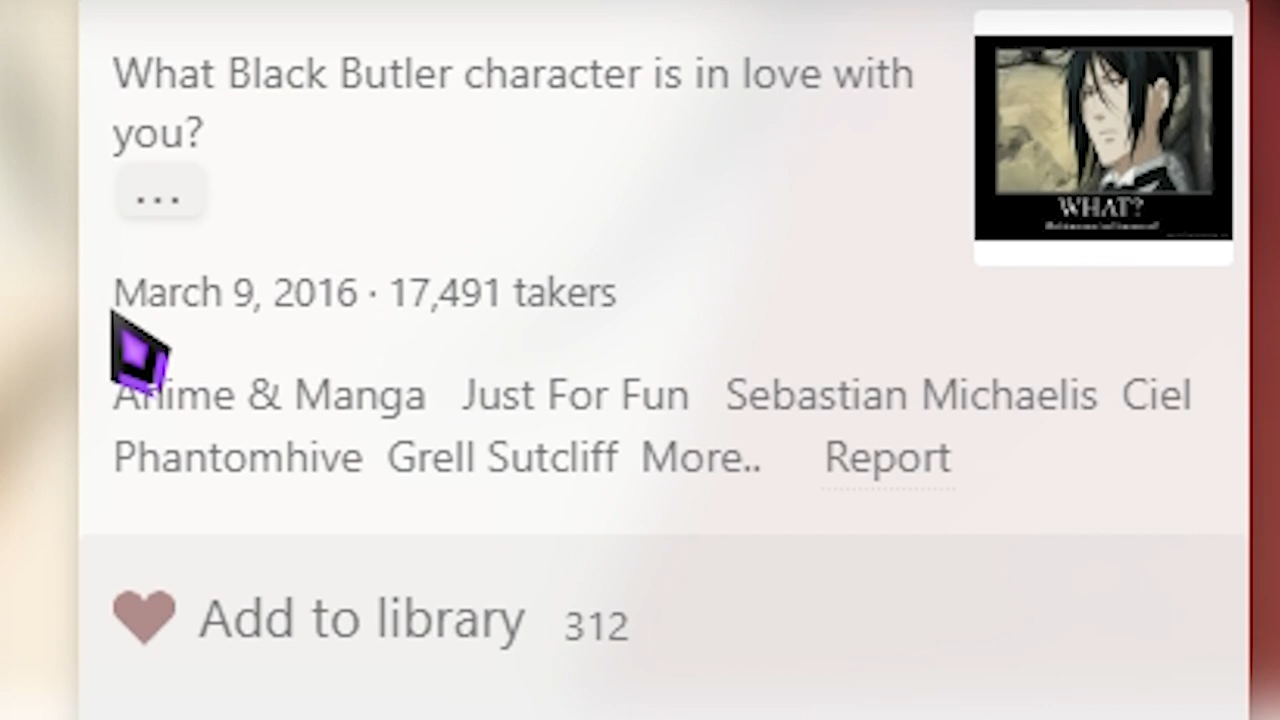 What Black Butler character is in love with
you?
...
March 9, 2016 · 17,491 takers
Anime & Manga Just For Fun Sebastian Michaelis Ciel
Phantomhive Grell Sutcliff More.. Report
Add to library 312
WHAT?